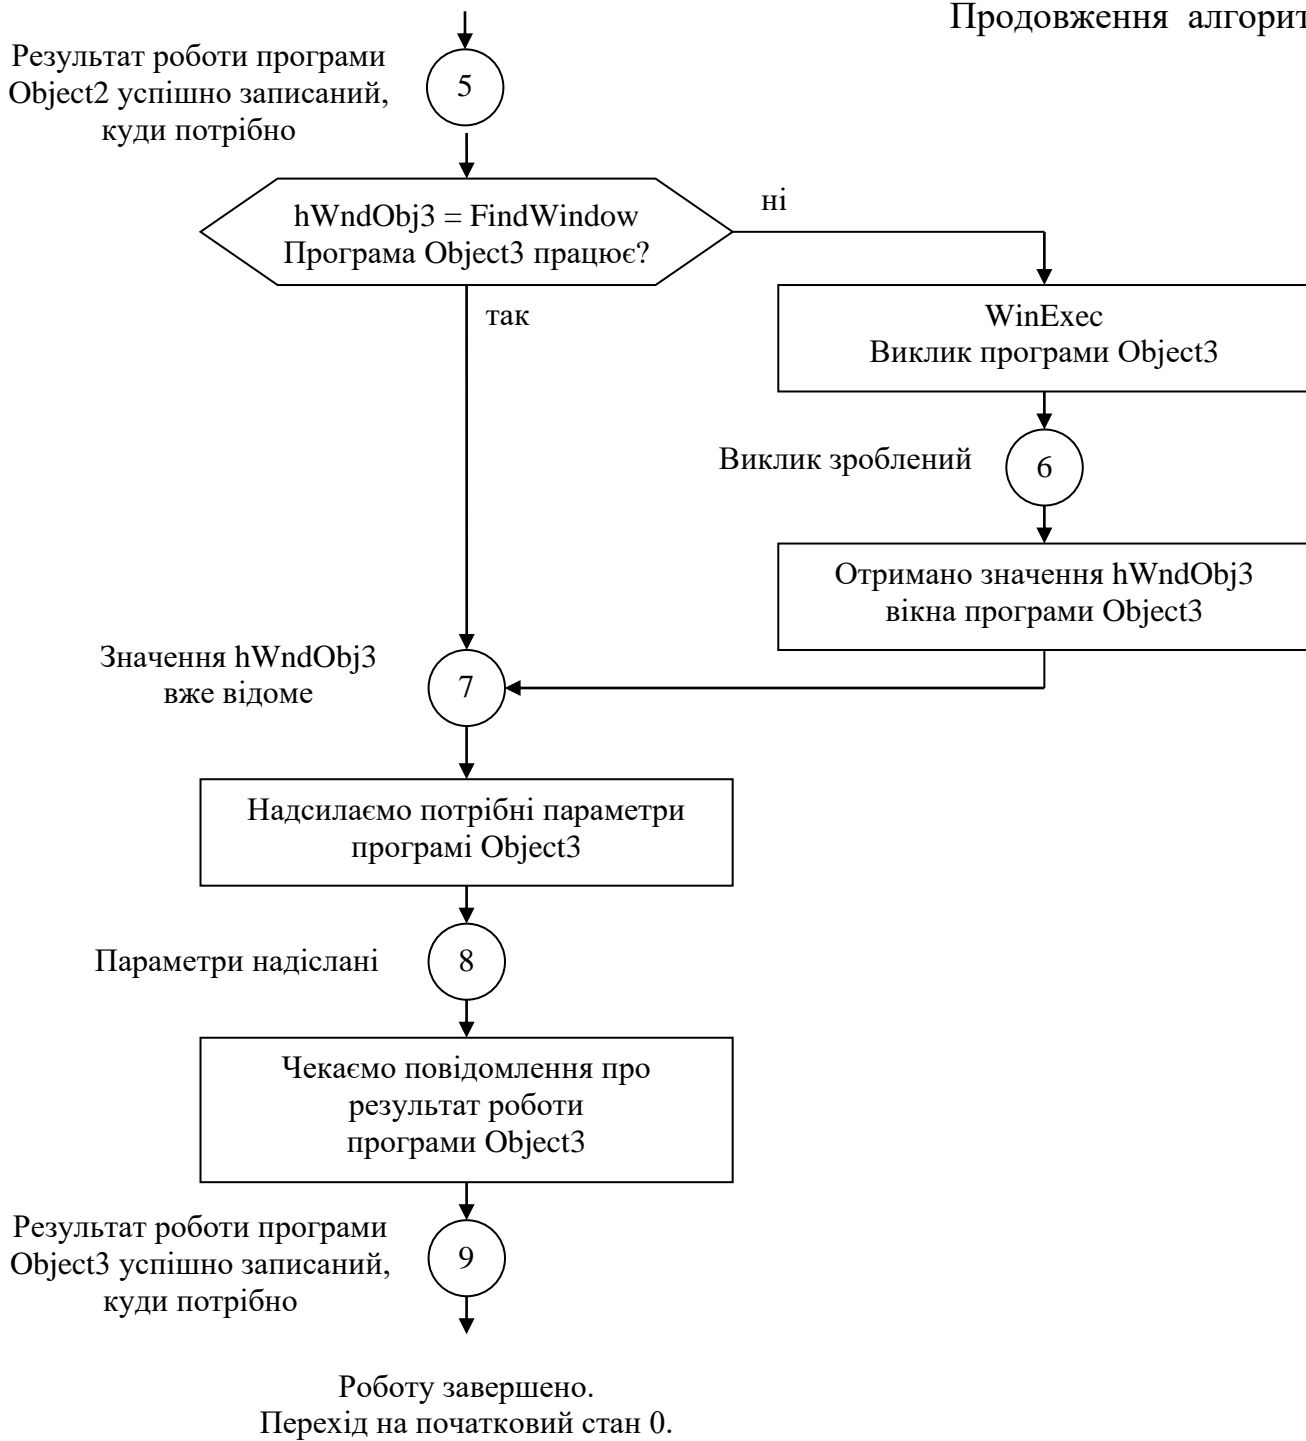 Продовження алгорит
Результат роботи програми
Object2 успішно записаний,
куди потрібно
5
hWndObj3 = FindWindow
Програма Object3 працює?
ні
так
WinExec
Виклик програми Object3
Виклик зроблений
6
Отримано значення hWndObj3
вікна програми Object3
Значення hWndObj3
вже відоме
7
Надсилаємо потрібні параметри
програмі Object3
Параметри надіслані
8
Чекаємо повідомлення про
результат роботи
програми Object3
Результат роботи програми
Object3 успішно записаний,
куди потрібно
9
Роботу завершено.
Перехід на початковий стан 0.